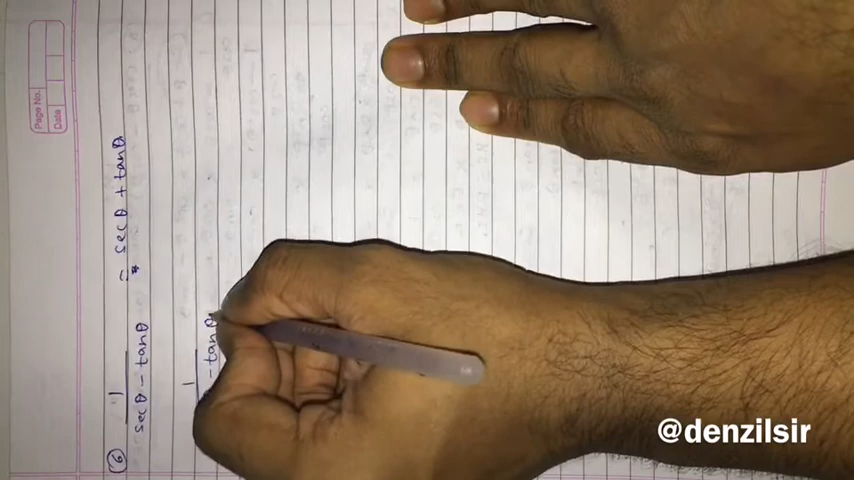 Page No.
Date
(6) 1 / secθ - tanθ = secθ + tanθ
1
- tanθ
@denzilsir